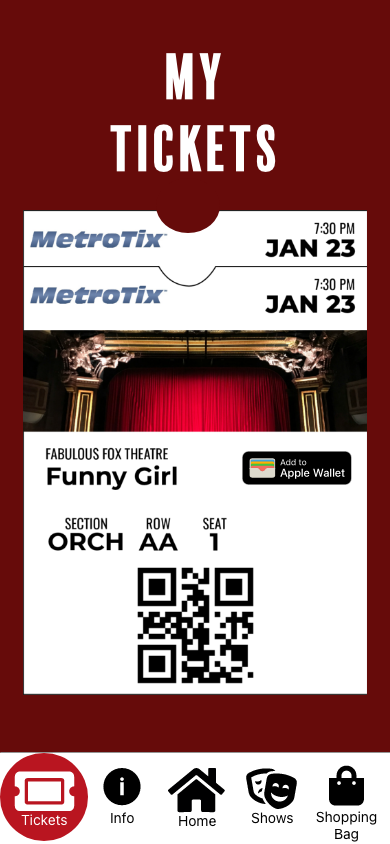 MY
TICKETS
MetroTix
7:30 PM
JAN 23
MetroTix
7:30 PM
JAN 23
FABULOUS FOX THEATRE
Funny Girl
Add to
Apple Wallet
SECTION ROW SEAT
ORCH AA 1
Tickets Info Home Shows Shopping
Bag